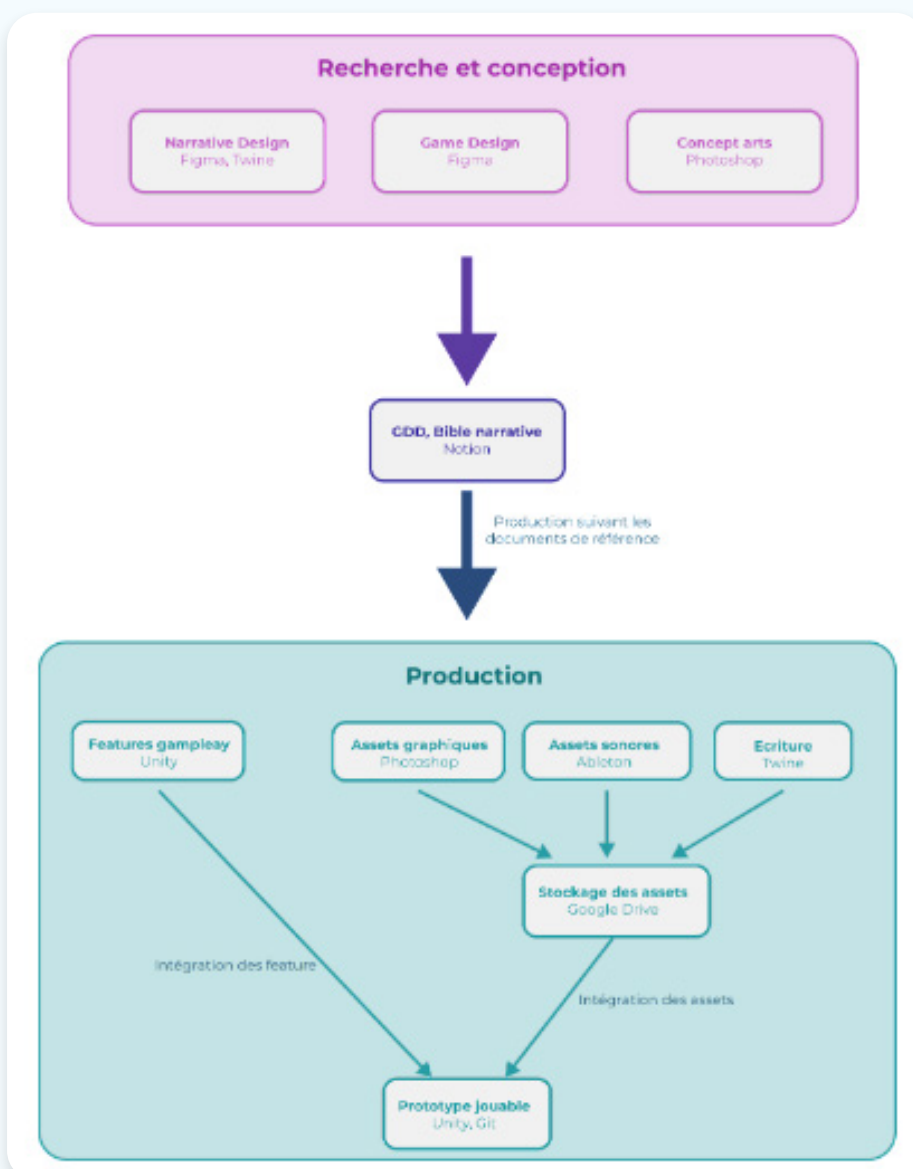 Recherche et conception
Narrative Design
Figma, Twine
Game Design
Figma
Concept arts
Photoshop
GDD, Bible narrative
Notion
Production suivant les
documents de référence
Production
Features gampleay
Unity
Assets graphiques
Photoshop
Assets sonores
Ableton
Ecriture
Twine
Stockage des assets
Google Drive
Intégration des feature
Intégration des assets
Prototype jouable
Unity, Git